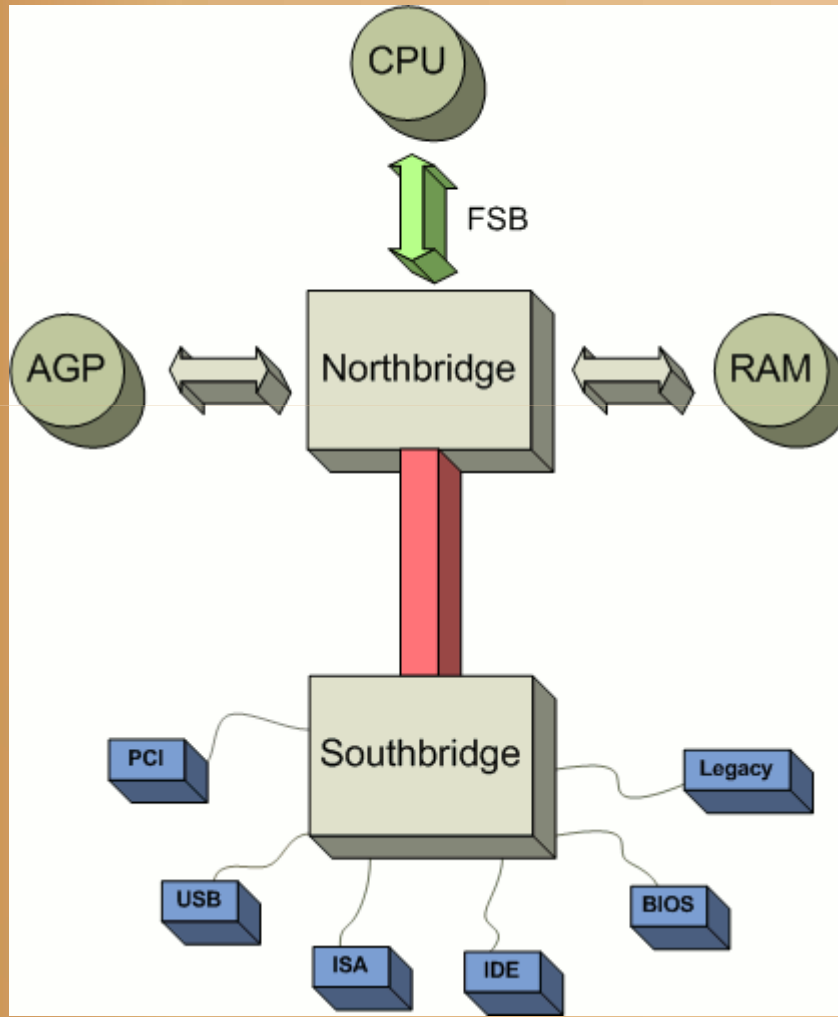 CPU
FSB
AGP
Northbridge
RAM
Southbridge
PCI
Legacy
USB
BIOS
ISA
IDE